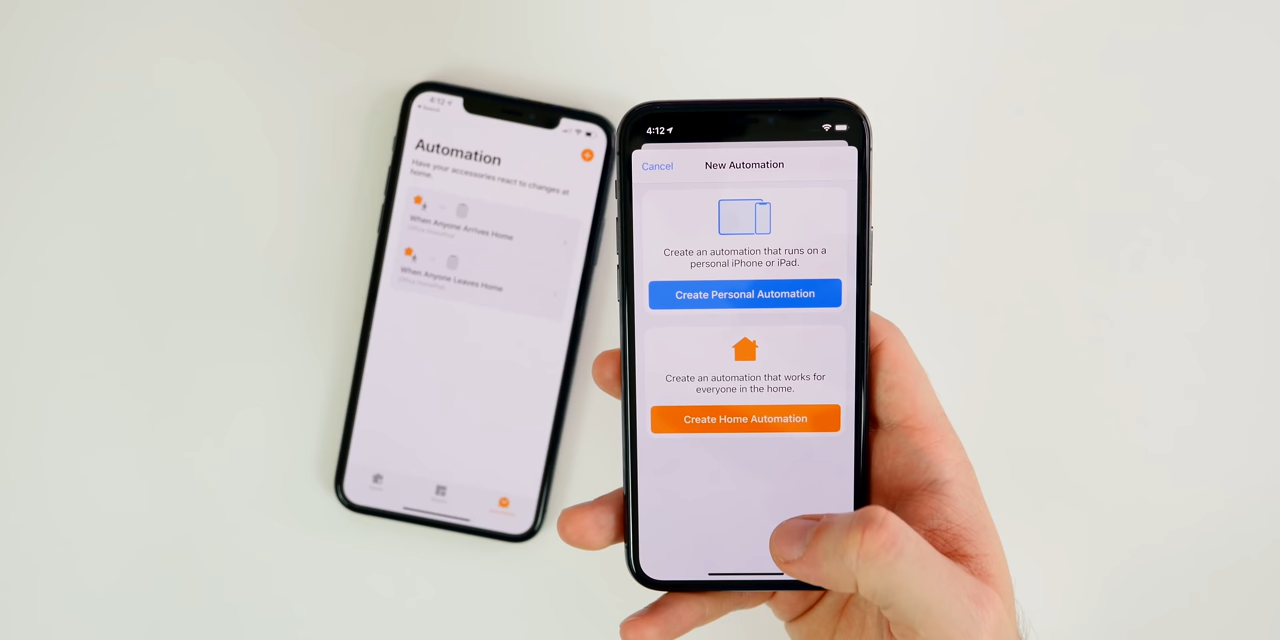 4:12
Automation
Have your accessories react to changes at
home.
When Anyone Arrives Home
When Anyone Leaves Home
4:12
Cancel
New Automation
Create an automation that runs on a
personal iPhone or iPad.
Create Personal Automation
Create an automation that works for
everyone in the home.
Create Home Automation